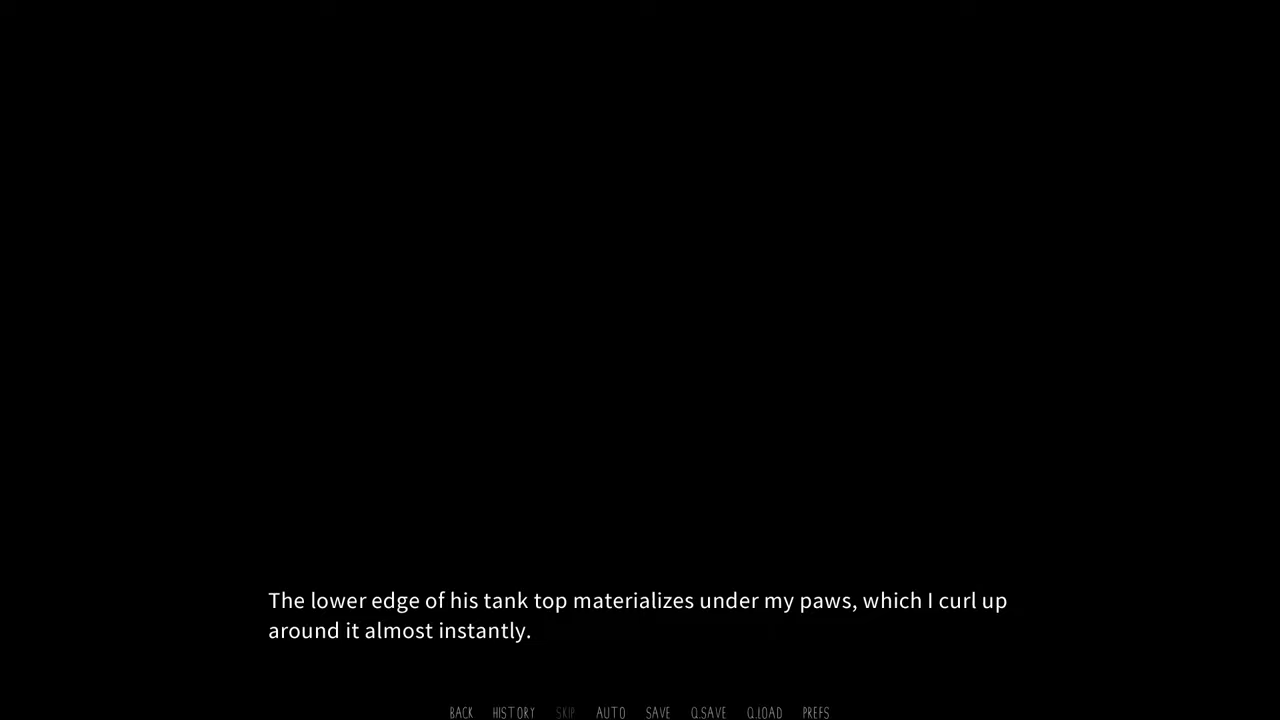 The lower edge of his tank top materializes under my paws, which I curl up
around it almost instantly.
BACK HISTORY SKIP AUTO SAVE Q.SAVE Q.LOAD PREFS